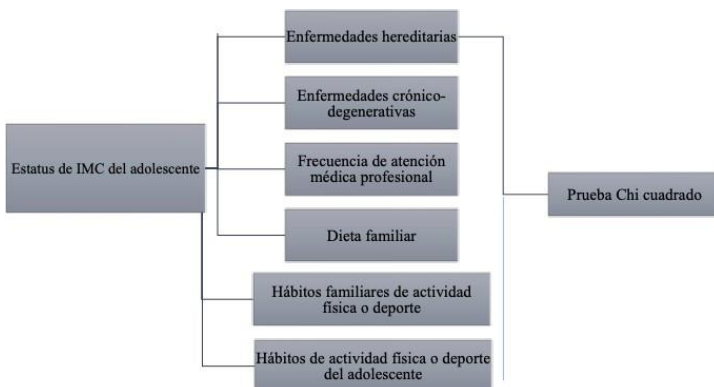 Enfermedades hereditarias
Enfermedades crónico-
degenerativas
Estatus de IMC del adolescente
Frecuencia de atención
médica profesional
Prueba Chi cuadrado
Dieta familiar
Hábitos familiares de actividad
física o deporte
Hábitos de actividad física o deporte
del adolescente